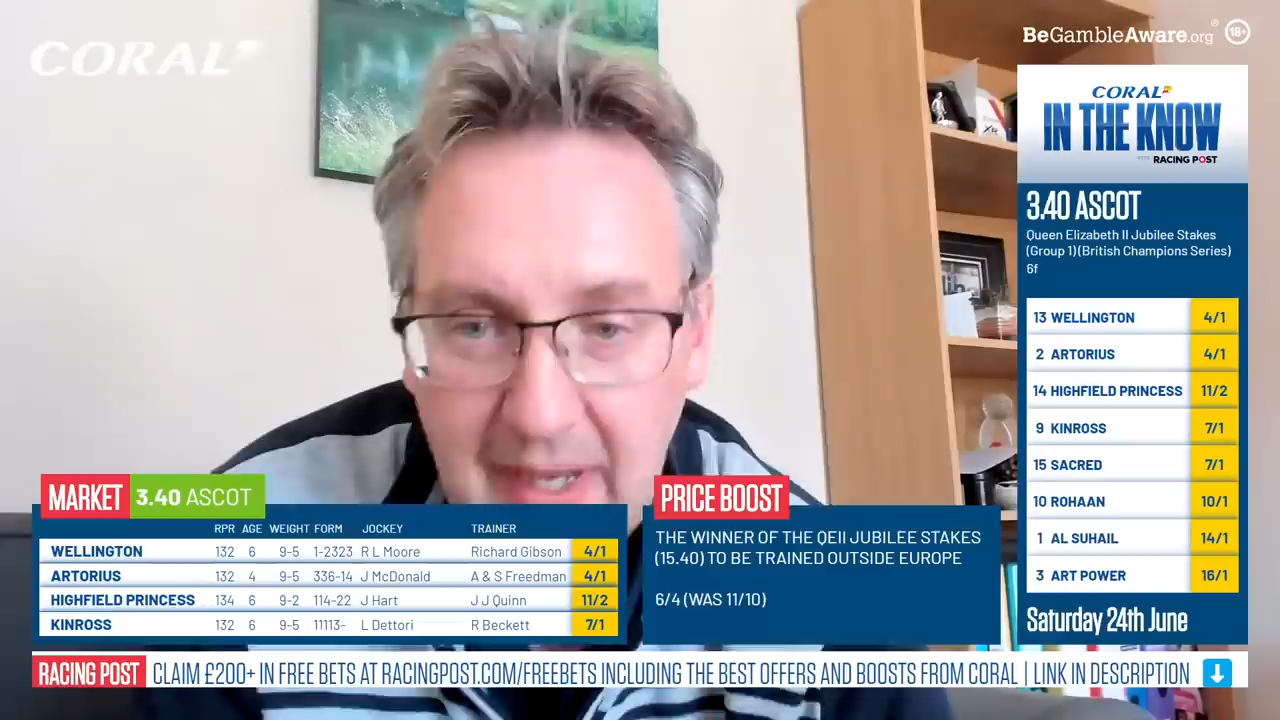 CORAL
BeGambleAware.org® 18+
CORAL
IN THE KNOW
WITH RACING POST
3.40 ASCOT
Queen Elizabeth II Jubilee Stakes
(Group 1) (British Champions Series)
6f
13 WELLINGTON 4/1
2 ARTORIUS 4/1
14 HIGHFIELD PRINCESS 11/2
9 KINROSS 7/1
15 SACRED 7/1
10 ROHAAN 10/1
1 AL SUHAIL 14/1
3 ART POWER 16/1
Saturday 24th June
MARKET 3.40 ASCOT
RPR AGE WEIGHT FORM JOCKEY TRAINER
WELLINGTON 132 6 9-5 1-2323 R L Moore Richard Gibson 4/1
ARTORIUS 132 4 9-5 336-14 J McDonald A & S Freedman 4/1
HIGHFIELD PRINCESS 134 6 9-2 114-22 J Hart J J Quinn 11/2
KINROSS 132 6 9-5 11113- L Dettori R Beckett 7/1
PRICE BOOST
THE WINNER OF THE QEII JUBILEE STAKES
(15.40) TO BE TRAINED OUTSIDE EUROPE
6/4 (WAS 11/10)
RACING POST CLAIM £200+ IN FREE BETS AT RACINGPOST.COM/FREEBETS INCLUDING THE BEST OFFERS AND BOOSTS FROM CORAL | LINK IN DESCRIPTION